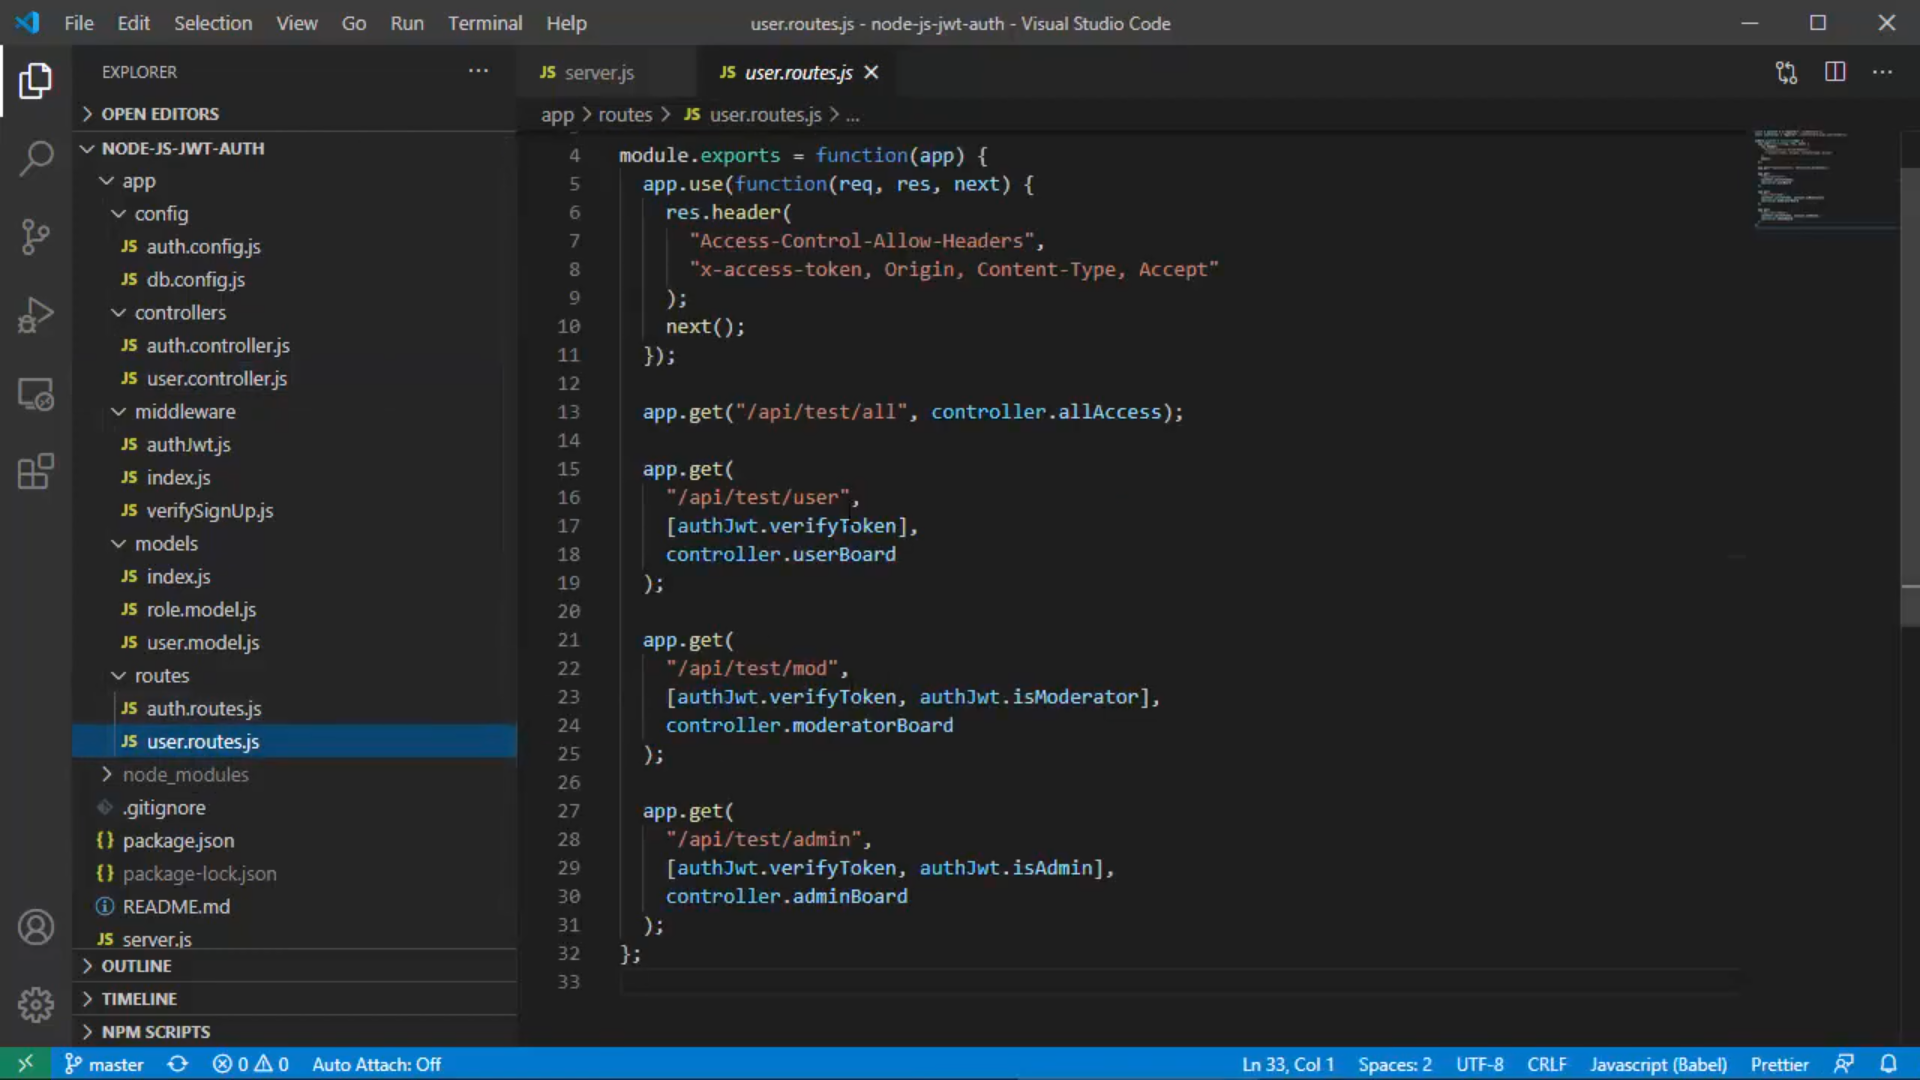 File Edit Selection View Go Run Terminal Help
user.routes.js - node-js-jwt-auth - Visual Studio Code
EXPLORER
OPEN EDITORS
NODE-JS-JWT-AUTH
app
config
JS auth.config.js
JS db.config.js
controllers
JS auth.controller.js
JS user.controller.js
middleware
JS authJwt.js
JS index.js
JS verifySignUp.js
models
JS index.js
JS role.model.js
JS user.model.js
routes
JS auth.routes.js
JS user.routes.js
node_modules
.gitignore
{} package.json
{} package-lock.json
README.md
JS server.js
OUTLINE
TIMELINE
NPM SCRIPTS
JS server.js
JS user.routes.js
app > routes > JS user.routes.js > ...
4 module.exports = function(app) {
5 app.use(function(req, res, next) {
6 res.header(
7 "Access-Control-Allow-Headers",
8 "x-access-token, Origin, Content-Type, Accept"
9 );
10 next();
11 });
12
13 app.get("/api/test/all", controller.allAccess);
14
15 app.get(
16 "/api/test/user",
17 [authJwt.verifyToken],
18 controller.userBoard
19 );
20
21 app.get(
22 "/api/test/mod",
23 [authJwt.verifyToken, authJwt.isModerator],
24 controller.moderatorBoard
25 );
26
27 app.get(
28 "/api/test/admin",
29 [authJwt.verifyToken, authJwt.isAdmin],
30 controller.adminBoard
31 );
32 };
33
master 0 0 Auto Attach: Off
Ln 33, Col 1 Spaces: 2 UTF-8 CRLF Javascript (Babel) Prettier